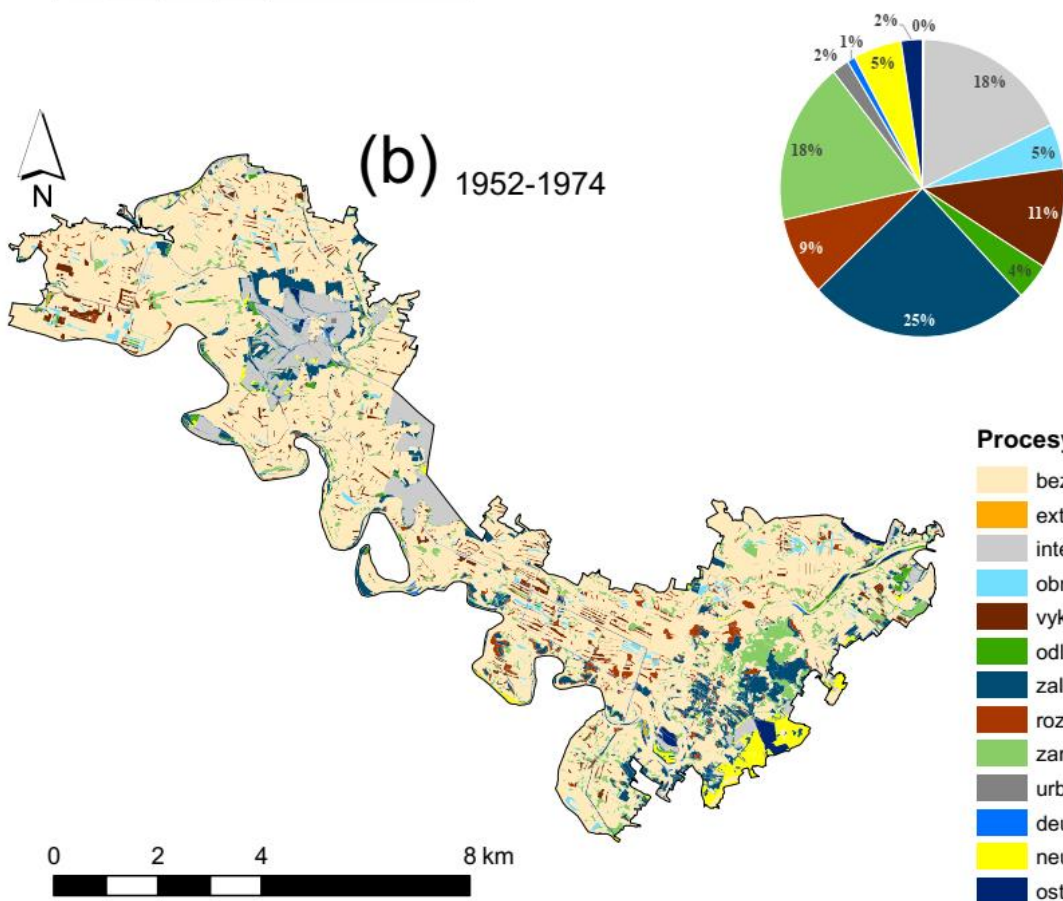 2%
0%
1%
2%
5%
18%
18%
5%
11%
9%
4%
25%
N
(b) 1952-1974
Procesy
bez
ext
inte
obr
vyk
odl
zal
roz
zar
urb
deu
neu
ost
0 2 4 8 km